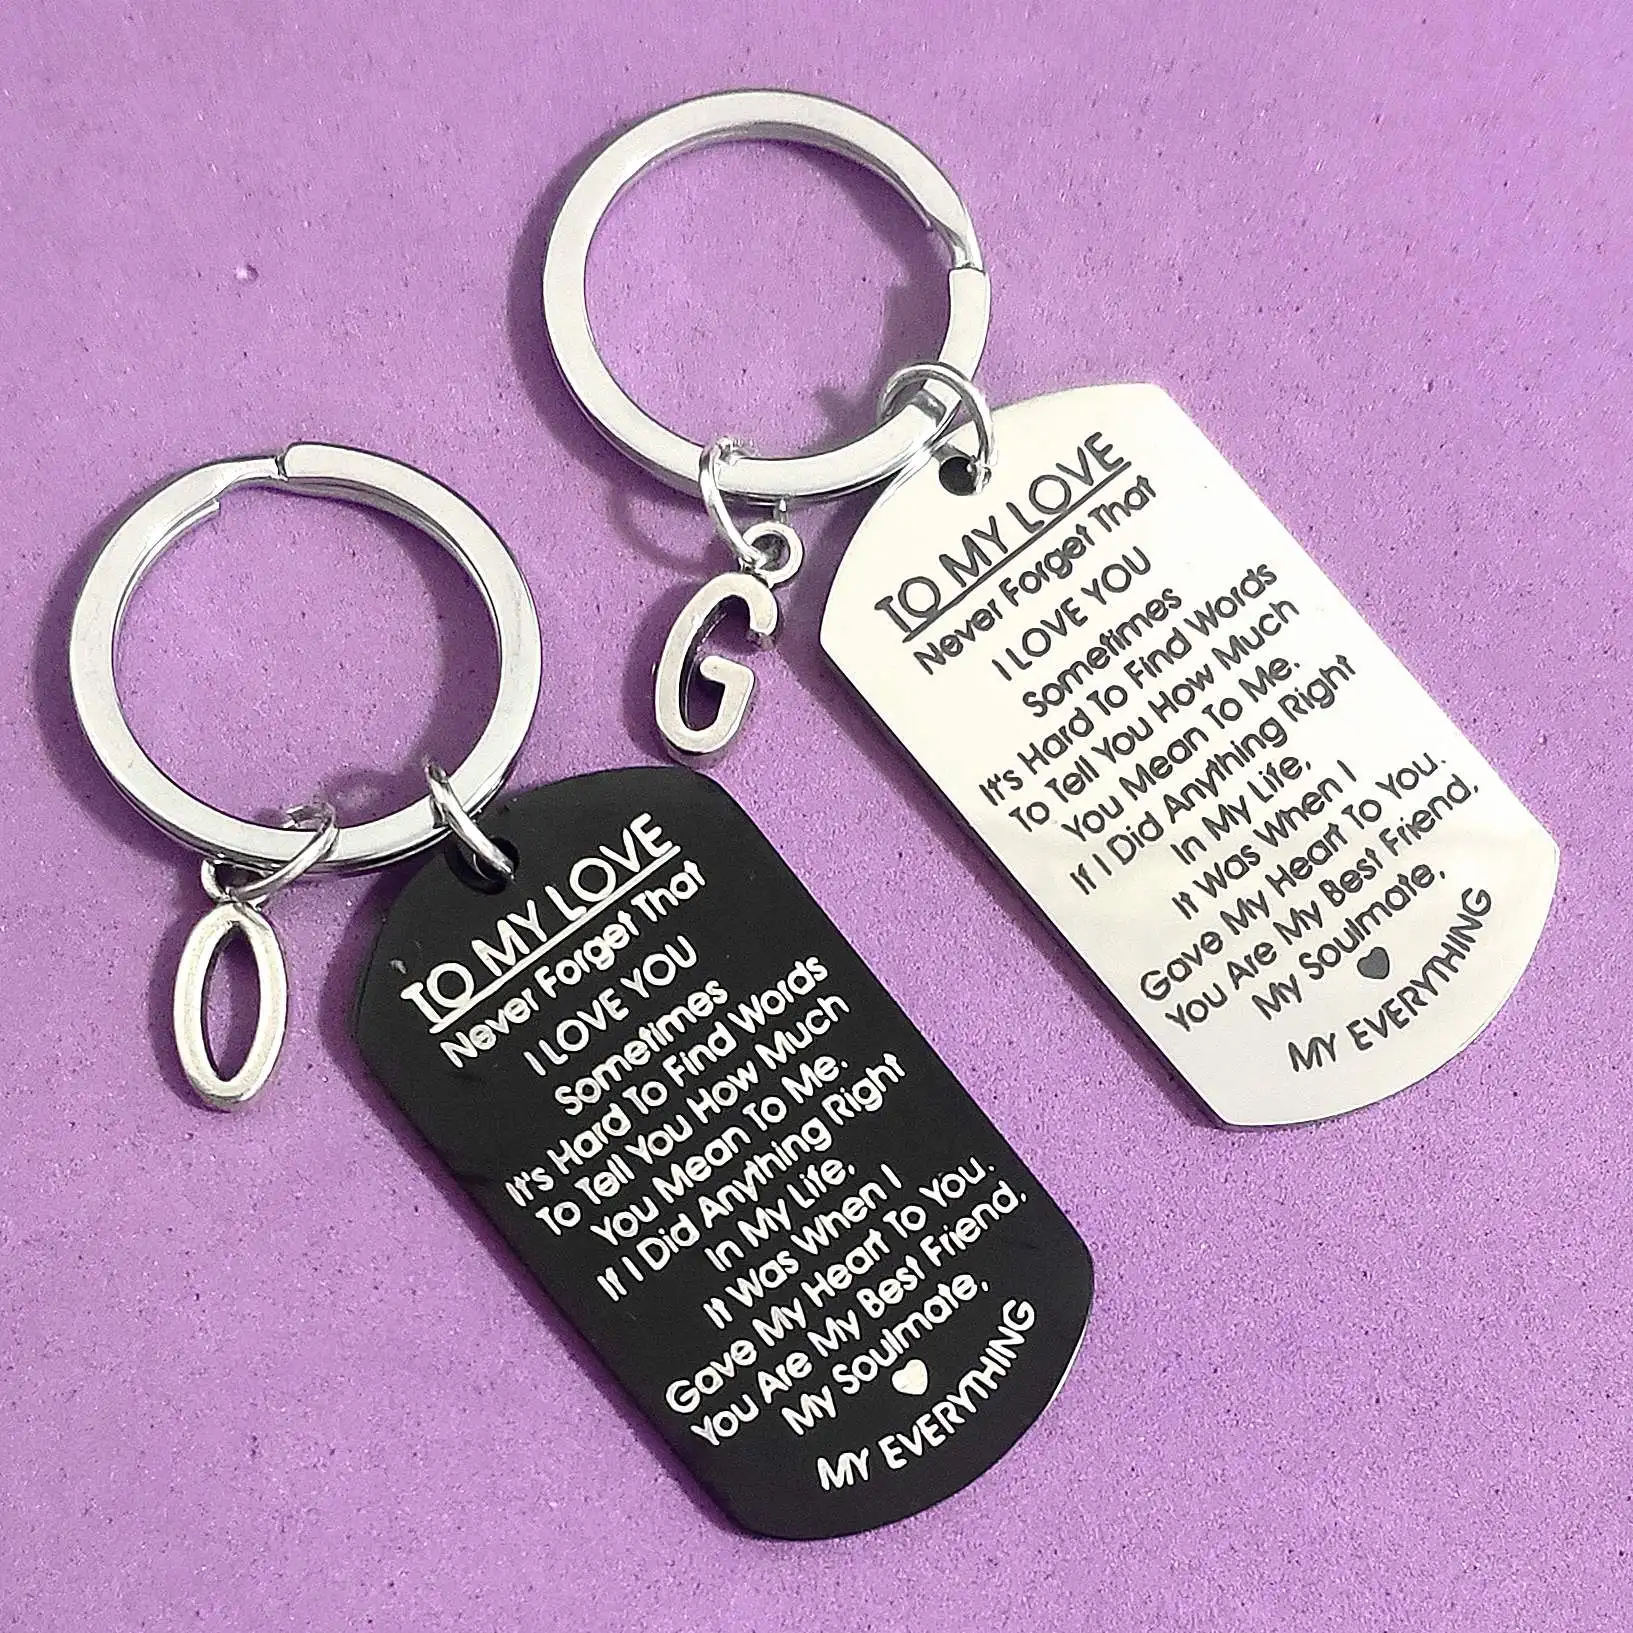 O
TO MY LOVE
Never Forget That
I LOVE YOU
Sometimes
It's Hard To Find Words
To Tell You How Much
You Mean To Me.
If I Did Anything Right
In My Life,
It Was When I
Gave My Heart To You.
You Are My Best Friend,
My Soulmate,
MY EVERYTHING
G
TO MY LOVE
Never Forget That
I LOVE YOU
Sometimes
It's Hard To Find Words
To Tell You How Much
You Mean To Me.
If I Did Anything Right
In My Life,
It Was When I
Gave My Heart To You.
You Are My Best Friend,
My Soulmate,
MY EVERYTHING